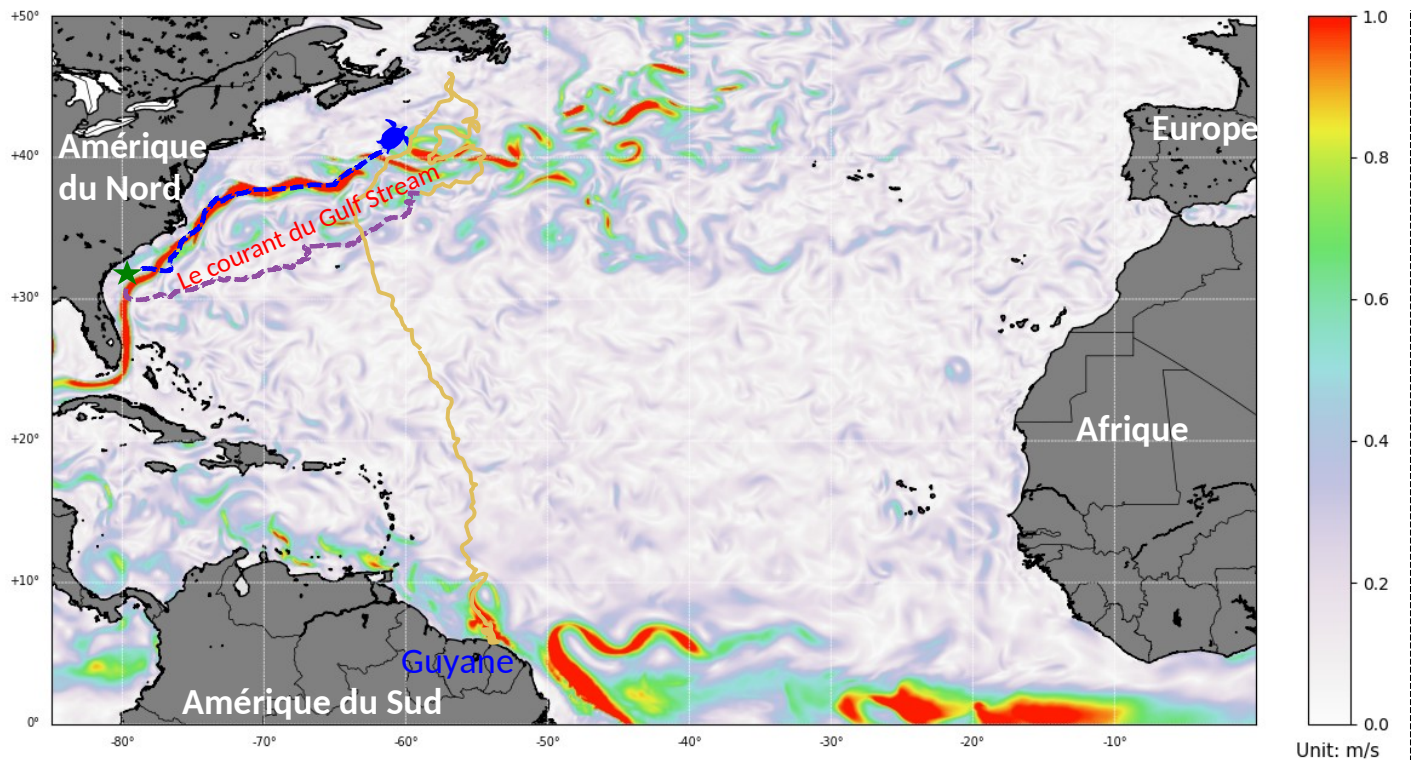 +50°
+40°
+30°
+20°
+10°
0°
-80°
-70°
-60°
-50°
-40°
-30°
-20°
-10°
Amérique
du Nord
Europe
Le courant du Gulf Stream
Afrique
Guyane
Amérique du Sud
1.0
0.8
0.6
0.4
0.2
0.0
Unit: m/s